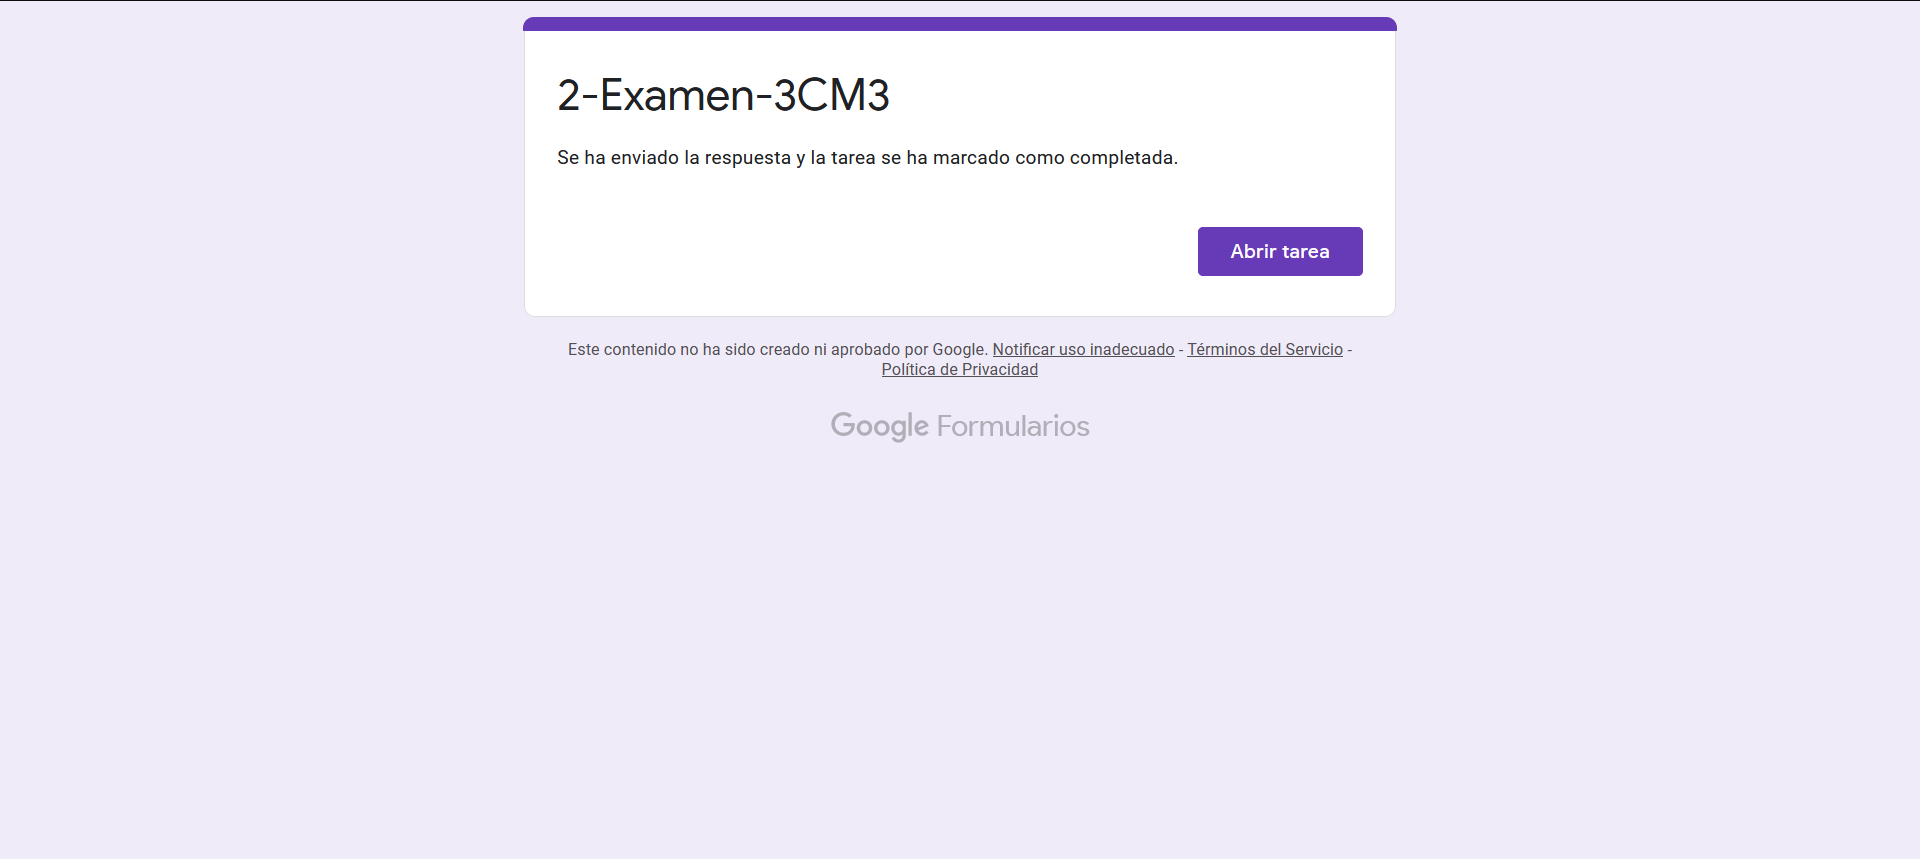 2-Examen-3CM3
Se ha enviado la respuesta y la tarea se ha marcado como completada.
Abrir tarea
Este contenido no ha sido creado ni aprobado por Google. Notificar uso inadecuado - Términos del Servicio -
Política de Privacidad
Google Formularios